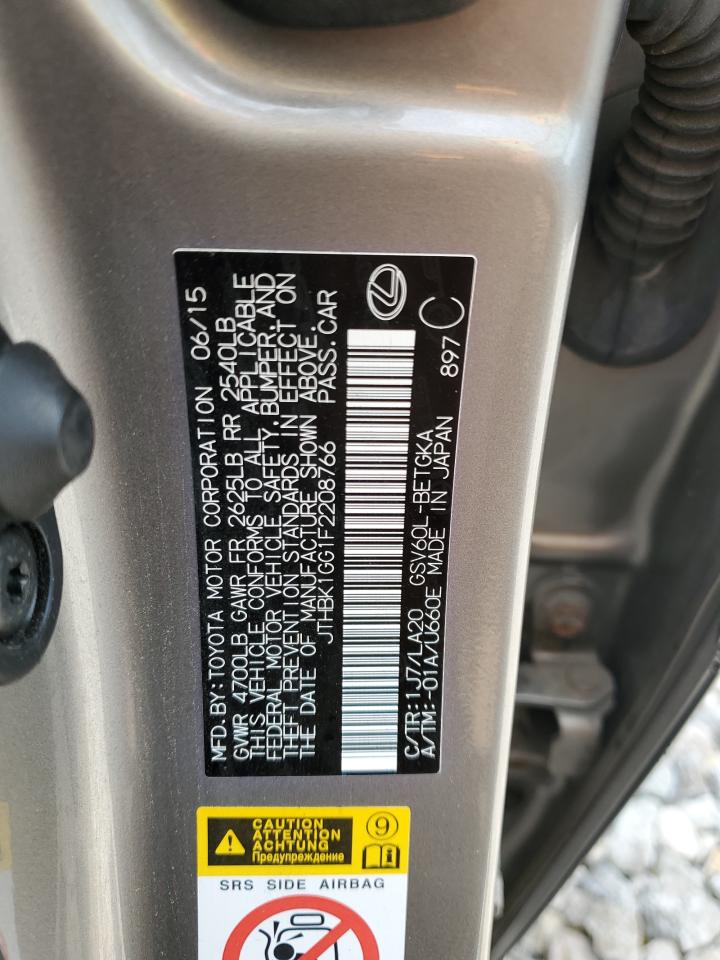 MFD.BY:TOYOTA MOTOR CORPORATION 06/15
GVWR 4700LB GAWR FR 2625LB RR 2540LB
THIS VEHICLE CONFORMS TO ALL APPLICABLE
FEDERAL MOTOR VEHICLE SAFETY,BUMPER,AND
THEFT PREVENTION STANDARDS IN EFFECT ON
THE DATE OF MANUFACTURE SHOWN ABOVE.
JTHBK1GG1F2208766 PASS.CAR
C/TR:1J7/LA20 GSV60L-BETGKA 897
A/TM:-01A/U660E MADE IN JAPAN C
CAUTION
ATTENTION
ACHTUNG
Предупреждение
9
SRS SIDE AIRBAG